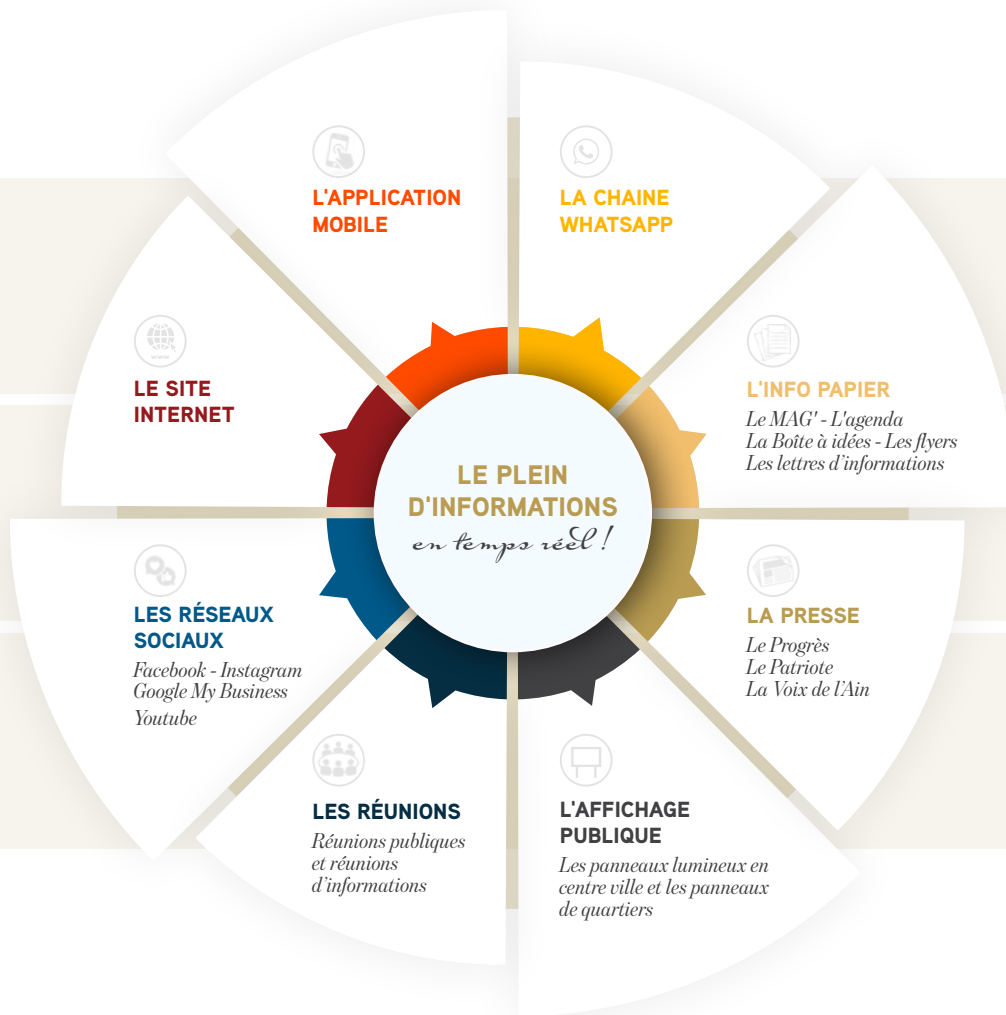 L'APPLICATION
MOBILE
LA CHAINE
WHATSAPP
LE SITE
INTERNET
www
L'INFO PAPIER
Le MAG' - L'agenda
La Boîte à idées - Les flyers
Les lettres d'informations
LE PLEIN
D'INFORMATIONS
en temps réel !
LES RÉSEAUX
SOCIAUX
Facebook - Instagram
Google My Business
Youtube
LA PRESSE
Le Progrès
Le Patriote
La Voix de l'Ain
LES RÉUNIONS
Réunions publiques
et réunions
d'informations
L'AFFICHAGE
PUBLIQUE
Les panneaux lumineux en
centre ville et les panneaux
de quartiers